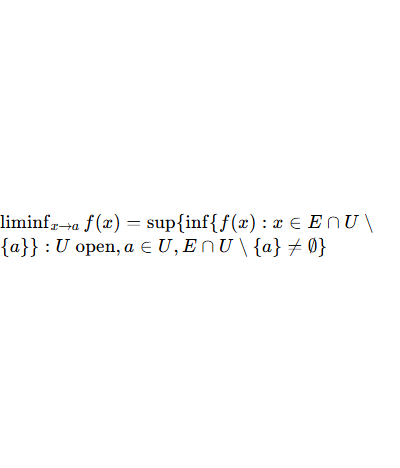 liminf_{x→a} f(x) = sup{inf{f(x) : x ∈ E ∩ U \
{a}} : U open, a ∈ U, E ∩ U \ {a} ≠ ∅}